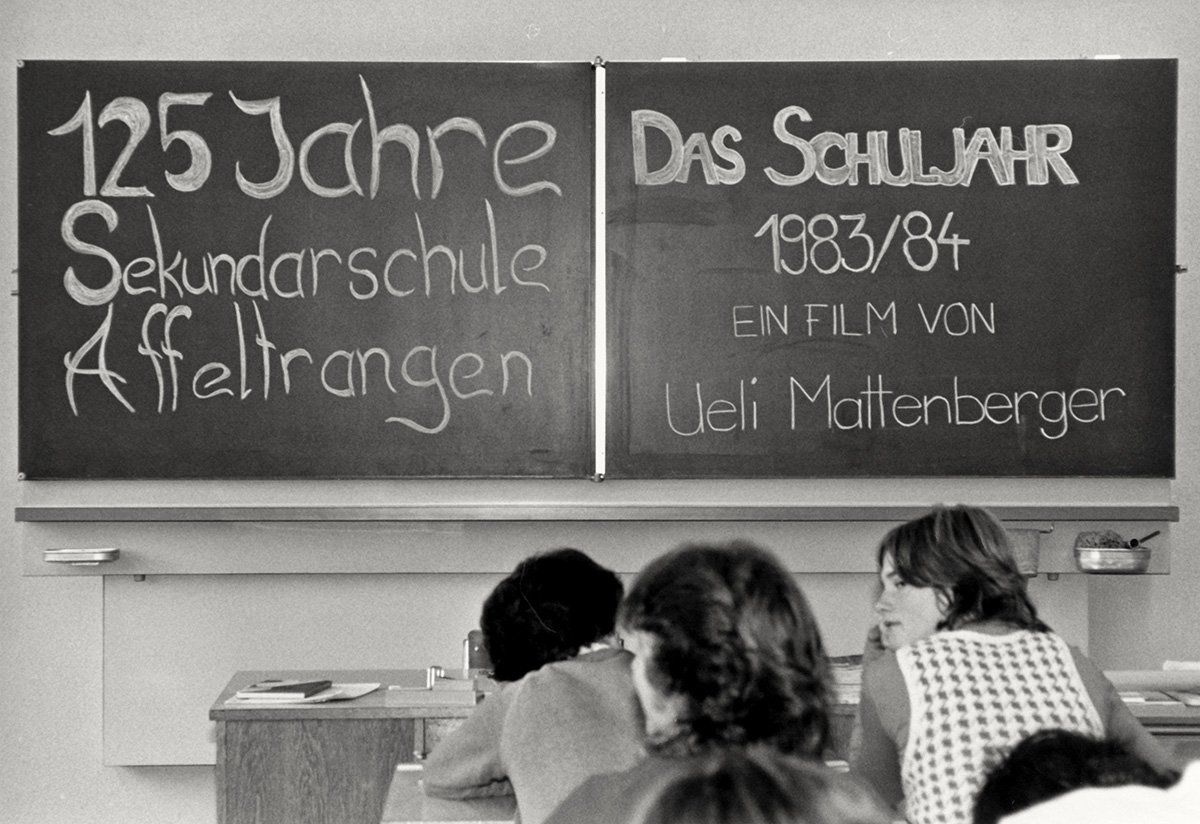 125 Jahre
Sekundarschule
Affeltrangen
DAS SCHULJAHR
1983/84
EIN FILM VON
Ueli Mattenberger